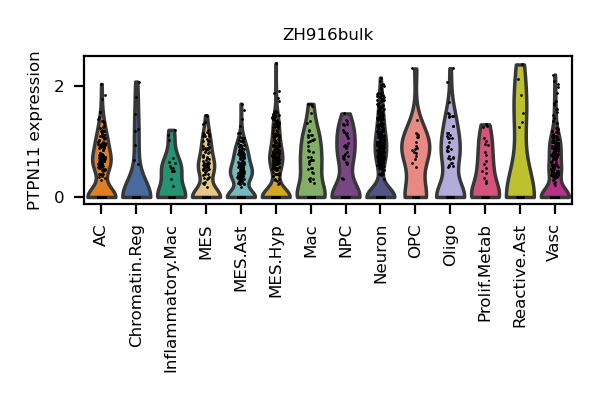 ZH916bulk
PTPN11 expression
2
0
AC
Chromatin.Reg
Inflammatory.Mac
MES
MES.Ast
MES.Hyp
Mac
NPC
Neuron
OPC
Oligo
Prolif.Metab
Reactive.Ast
Vasc